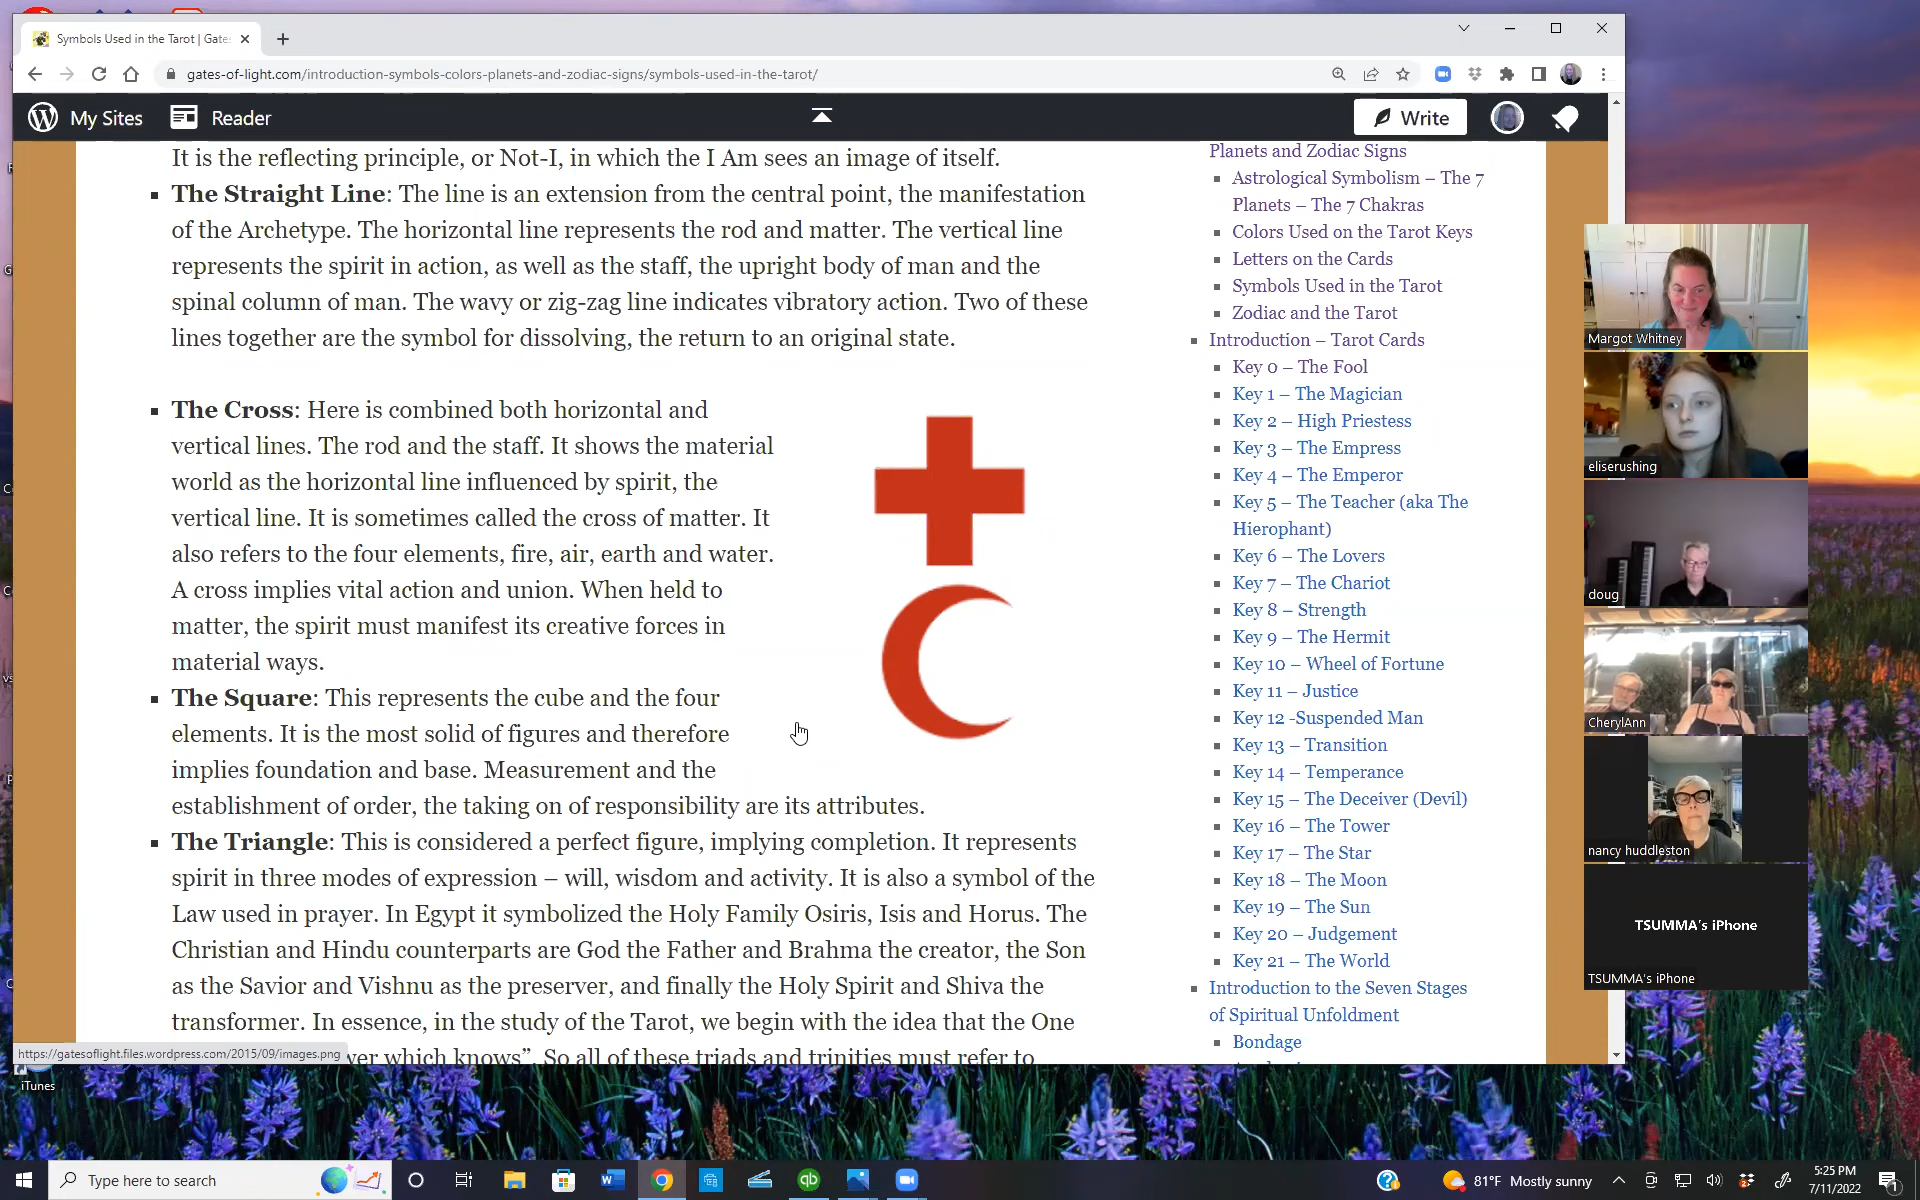 Symbols Used in the Tarot | Gate
gates-of-light.com/introduction-symbols-colors-planets-and-zodiac-signs/symbols-used-in-the-tarot/
My Sites
Reader
Write
It is the reflecting principle, or Not-I, in which the I Am sees an image of itself.
The Straight Line: The line is an extension from the central point, the manifestation
of the Archetype. The horizontal line represents the rod and matter. The vertical line
represents the spirit in action, as well as the staff, the upright body of man and the
spinal column of man. The wavy or zig-zag line indicates vibratory action. Two of these
lines together are the symbol for dissolving, the return to an original state.
The Cross: Here is combined both horizontal and
vertical lines. The rod and the staff. It shows the material
world as the horizontal line influenced by spirit, the
vertical line. It is sometimes called the cross of matter. It
also refers to the four elements, fire, air, earth and water.
A cross implies vital action and union. When held to
matter, the spirit must manifest its creative forces in
material ways.
The Square: This represents the cube and the four
elements. It is the most solid of figures and therefore
implies foundation and base. Measurement and the
establishment of order, the taking on of responsibility are its attributes.
The Triangle: This is considered a perfect figure, implying completion. It represents
spirit in three modes of expression – will, wisdom and activity. It is also a symbol of the
Law used in prayer. In Egypt it symbolized the Holy Family Osiris, Isis and Horus. The
Christian and Hindu counterparts are God the Father and Brahma the creator, the Son
as the Savior and Vishnu as the preserver, and finally the Holy Spirit and Shiva the
transformer. In essence, in the study of the Tarot, we begin with the idea that the One
which knows". So all of these triads and trinities must refer to
https://gatesoflight.files.wordpress.com/2015/09/images.png
Planets and Zodiac Signs
Astrological Symbolism – The 7
Planets – The 7 Chakras
Colors Used on the Tarot Keys
Letters on the Cards
Symbols Used in the Tarot
Zodiac and the Tarot
Introduction – Tarot Cards
Key 0 – The Fool
Key 1 – The Magician
Key 2 – High Priestess
Key 3 – The Empress
Key 4 – The Emperor
Key 5 – The Teacher (aka The
Hierophant)
Key 6 – The Lovers
Key 7 – The Chariot
Key 8 – Strength
Key 9 – The Hermit
Key 10 – Wheel of Fortune
Key 11 – Justice
Key 12 -Suspended Man
Key 13 – Transition
Key 14 – Temperance
Key 15 – The Deceiver (Devil)
Key 16 – The Tower
Key 17 – The Star
Key 18 – The Moon
Key 19 – The Sun
Key 20 – Judgement
Key 21 – The World
Introduction to the Seven Stages
of Spiritual Unfoldment
Bondage
Margot Whitney
eliserushing
doug
CherylAnn
nancy huddleston
TSUMMA's iPhone
TSUMMA's iPhone
iTunes
Type here to search
81°F Mostly sunny
5:25 PM
7/11/2022